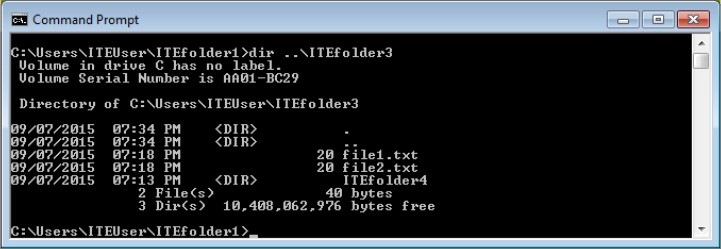 Command Prompt
C:\Users\ITEUser\ITEfolder1>dir ..\ITEfolder3
 Volume in drive C has no label.
 Volume Serial Number is AA01-BC29

 Directory of C:\Users\ITEUser\ITEfolder3

09/07/2015  07:34 PM    <DIR>          .
09/07/2015  07:34 PM    <DIR>          ..
09/07/2015  07:18 PM                20 file1.txt
09/07/2015  07:18 PM                20 file2.txt
09/07/2015  07:13 PM    <DIR>          ITEfolder4
               2 File(s)             40 bytes
               3 Dir(s)  10,408,062,976 bytes free

C:\Users\ITEUser\ITEfolder1>_